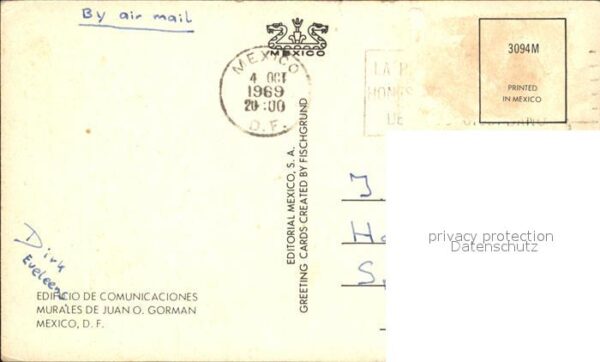 By air mail
MEXICO
3094M
PRINTED
IN MEXICO
MEXICO
4 OCT
1969
20:00
D. F.
LA
EDITORIAL MEXICO, S. A.
GREETING CARDS CREATED BY FISCHGRUND
privacy protection
Datenschutz
Dirk
EDIFICIO DE COMUNICACIONES
MURALES DE JUAN O. GORMAN
MEXICO, D. F.